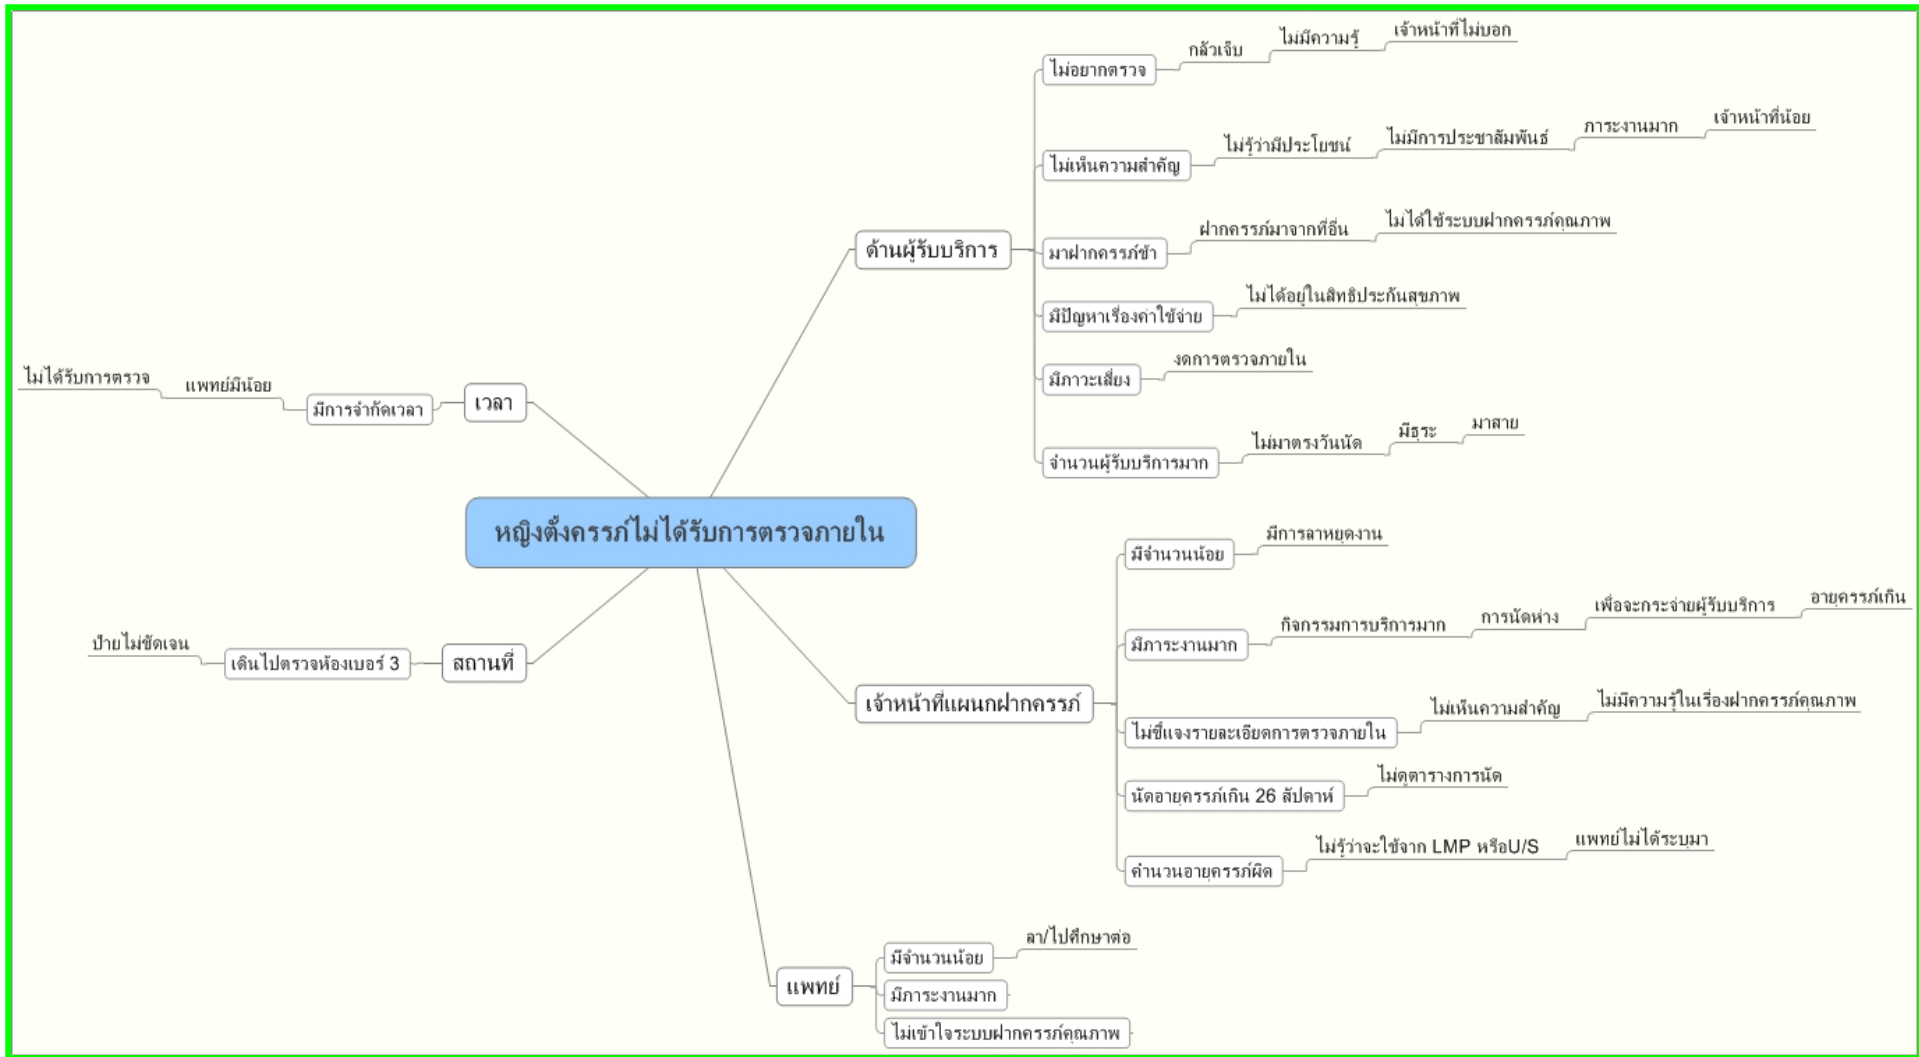 หญิงตั้งครรภ์ไม่ได้รับการตรวจภายใน
ด้านผู้รับบริการ
ไม่อยากตรวจ
กลัวเจ็บ
ไม่มีความรู้
เจ้าหน้าที่ไม่บอก
ไม่เห็นความสำคัญ
ไม่รู้ว่ามีประโยชน์
ไม่มีการประชาสัมพันธ์
ภาระงานมาก
เจ้าหน้าที่น้อย
มาฝากครรภ์ช้า
ฝากครรภ์มาจากที่อื่น
ไม่ได้ใช้ระบบฝากครรภ์คุณภาพ
มีปัญหาเรื่องค่าใช้จ่าย
ไม่ได้อยู่ในสิทธิประกันสุขภาพ
มีภาวะเสี่ยง
งดการตรวจภายใน
จำนวนผู้รับบริการมาก
ไม่มาตรงวันนัด
มีธุระ
มาสาย
เจ้าหน้าที่แผนกฝากครรภ์
มีจำนวนน้อย
มีการลาหยุดงาน
มีภาระงานมาก
กิจกรรมการบริการมาก
การนัดห่าง
เพื่อจะกระจ่ายผู้รับบริการ
อายุครรภ์เกิน
ไม่ชี้แจงรายละเอียดการตรวจภายใน
ไม่เห็นความสำคัญ
ไม่มีความรู้ในเรื่องฝากครรภ์คุณภาพ
นัดอายุครรภ์เกิน 26 สัปดาห์
ไม่ดูตารางการนัด
คำนวนอายุครรภ์ผิด
ไม่รู้ว่าจะใช้จาก LMP หรือU/S
แพทย์ไม่ได้ระบุมา
แพทย์
มีจำนวนน้อย
ลา/ไปศึกษาต่อ
มีภาระงานมาก
ไม่เข้าใจระบบฝากครรภ์คุณภาพ
เวลา
มีการจำกัดเวลา
แพทย์มีน้อย
ไม่ได้รับการตรวจ
สถานที่
เดินไปตรวจห้องเบอร์ 3
ป้ายไม่ชัดเจน